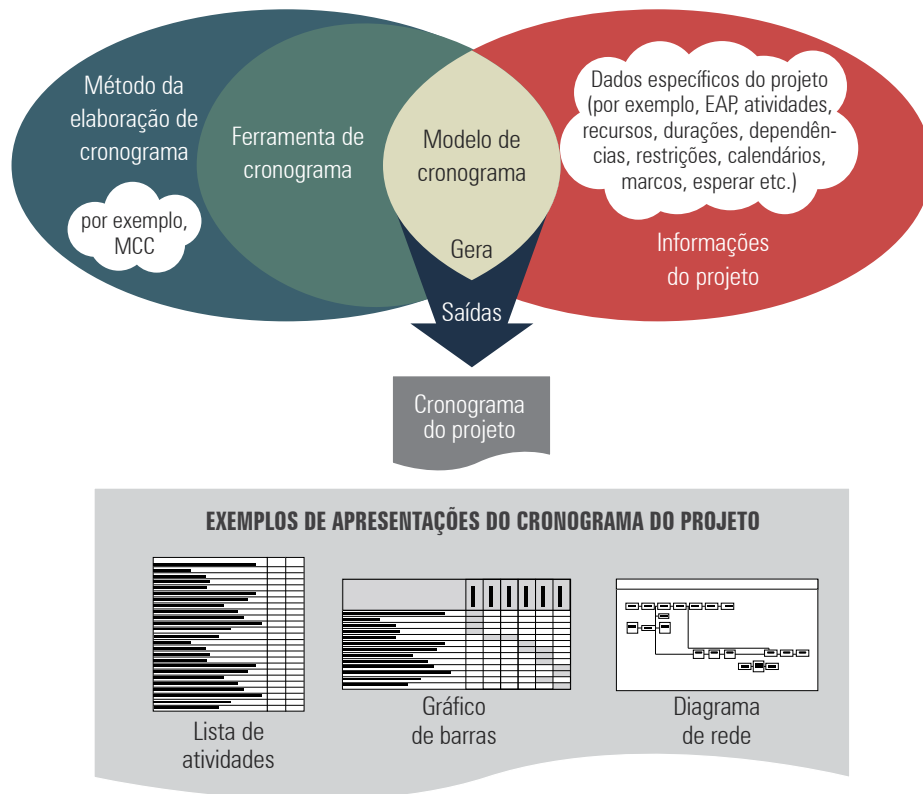 Método da
elaboração de
cronograma
por exemplo,
MCC
Ferramenta de
cronograma
Modelo de
cronograma
Gera
Saídas
Dados específicos do projeto
(por exemplo, EAP, atividades,
recursos, durações, dependên-
cias, restrições, calendários,
marcos, esperar etc.)
Informações
do projeto
Cronograma
do projeto
EXEMPLOS DE APRESENTAÇÕES DO CRONOGRAMA DO PROJETO
Lista de
atividades
Gráfico
de barras
Diagrama
de rede